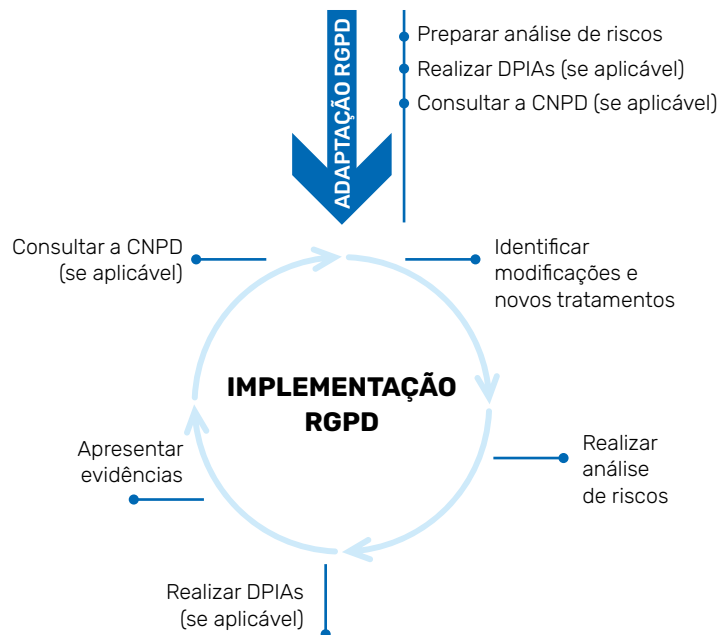 ADAPTAÇÃO RGPD
Preparar análise de riscos
Realizar DPIAs (se aplicável)
Consultar a CNPD (se aplicável)
Consultar a CNPD
(se aplicável)
Identificar
modificações e
novos tratamentos
IMPLEMENTAÇÃO
RGPD
Apresentar
evidências
Realizar
análise
de riscos
Realizar DPIAs
(se aplicável)